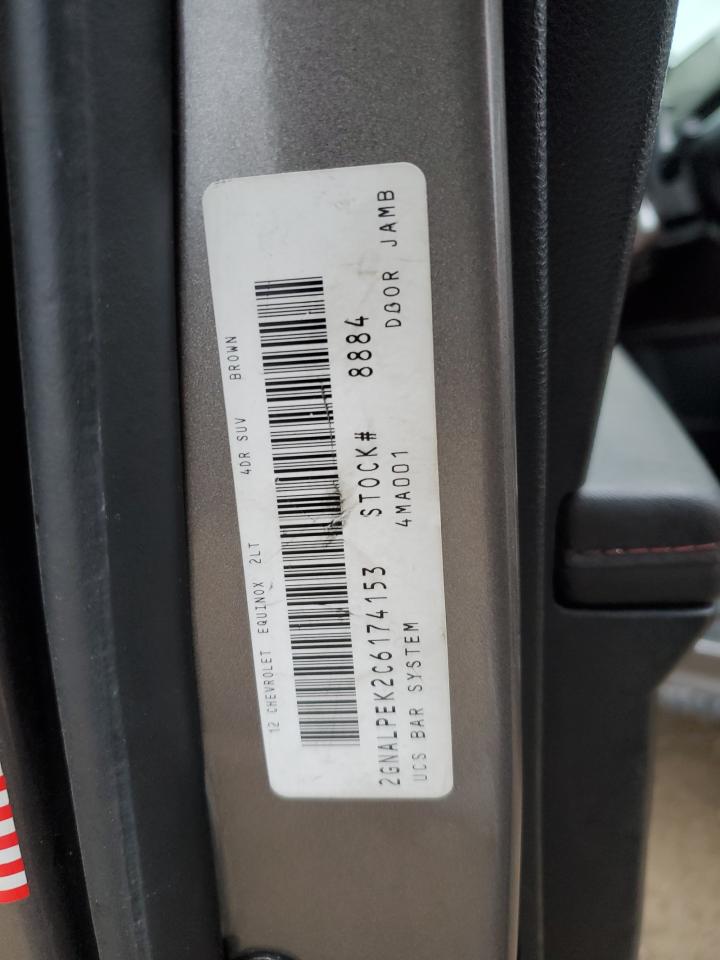 12 CHEVROLET EQUINOX 2LT 4DR SUV BROWN
2GNALPEK2C6174153 STOCK# 8884
UCS BAR SYSTEM 4MA001 DOOR JAMB